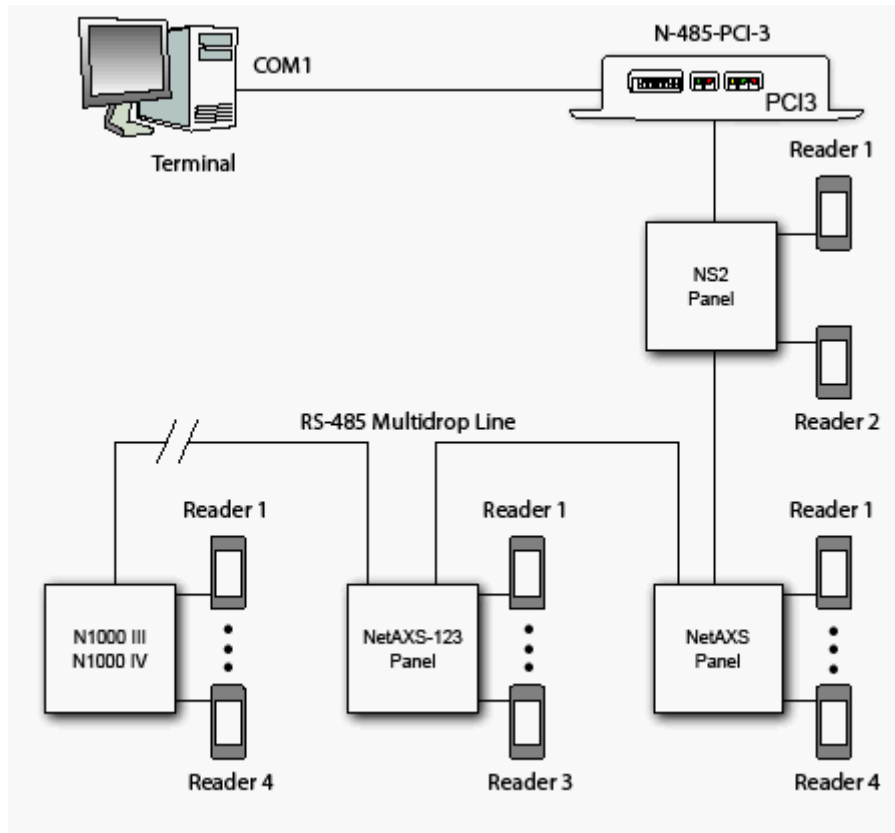 N-485-PCI-3
COM1
PCI3
Terminal
Reader 1
NS2
Panel
Reader 2
RS-485 Multidrop Line
Reader 1
Reader 1
Reader 1
N1000 III
N1000 IV
NetAXS-123
Panel
NetAXS
Panel
Reader 4
Reader 3
Reader 4